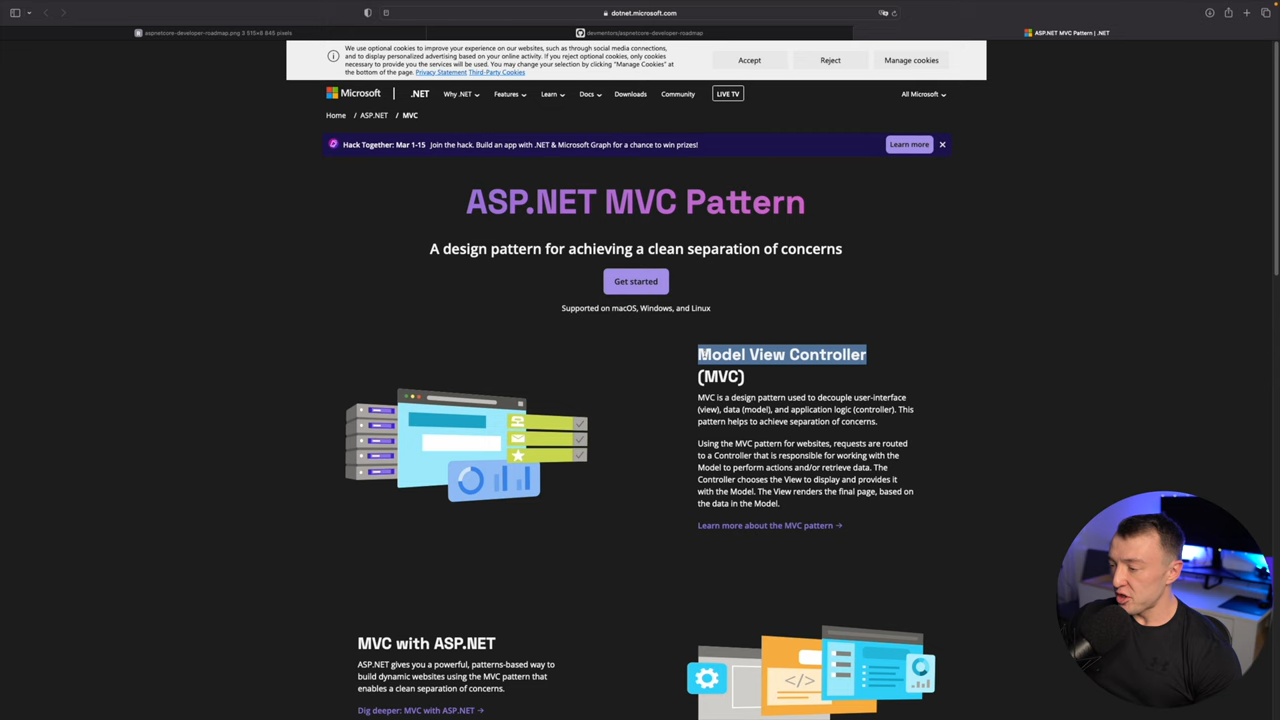 dotnet.microsoft.com
aspnetcore-developer-roadmap.png 3 515×8 645 pixels
devmentors/aspnetcore-developer-roadmap
ASP.NET MVC Pattern | .NET
We use optional cookies to improve your experience on our websites, such as through social media connections,
and to display personalized advertising based on your online activity. If you reject optional cookies, only cookies
necessary to provide you the services will be used. You may change your selection by clicking "Manage Cookies" at
the bottom of the page. Privacy Statement Third-Party Cookies
Accept
Reject
Manage cookies
Microsoft
.NET
Why .NET
Features
Learn
Docs
Downloads
Community
LIVE TV
All Microsoft
Home / ASP.NET / MVC
Hack Together: Mar 1-15 Join the hack. Build an app with .NET & Microsoft Graph for a chance to win prizes!
Learn more
ASP.NET MVC Pattern
A design pattern for achieving a clean separation of concerns
Get started
Supported on macOS, Windows, and Linux
Model View Controller
(MVC)
MVC is a design pattern used to decouple user-interface
(view), data (model), and application logic (controller). This
pattern helps to achieve separation of concerns.
Using the MVC pattern for websites, requests are routed
to a Controller that is responsible for working with the
Model to perform actions and/or retrieve data. The
Controller chooses the View to display and provides it
with the Model. The View renders the final page, based on
the data in the Model.
Learn more about the MVC pattern →
MVC with ASP.NET
ASP.NET gives you a powerful, patterns-based way to
build dynamic websites using the MVC pattern that
enables a clean separation of concerns.
Dig deeper: MVC with ASP.NET →